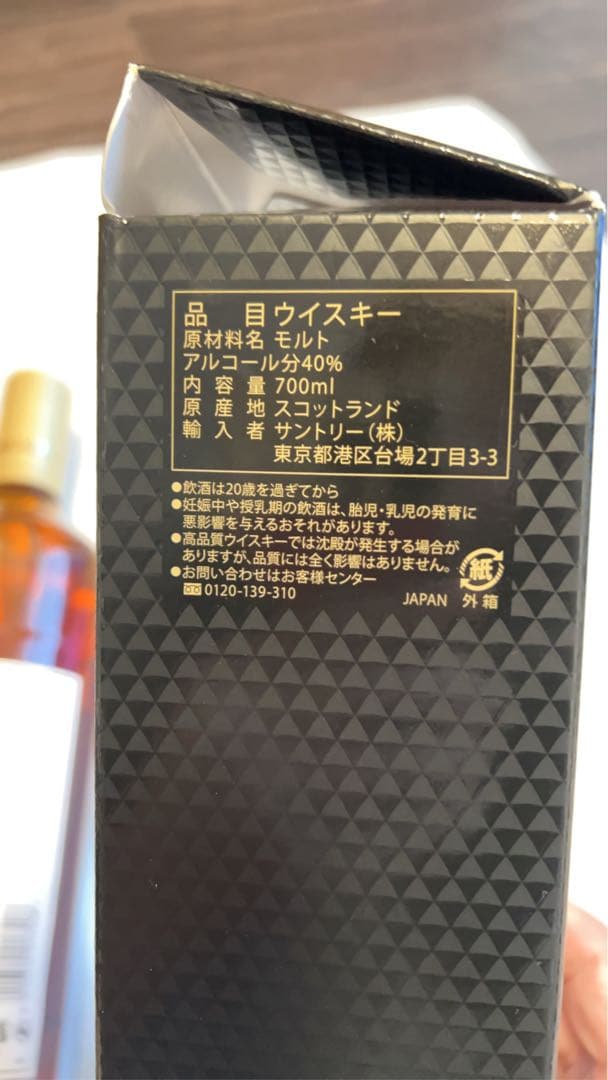 品目 ウイスキー
原材料名 モルト
アルコール分40%
内容量 700ml
原産地 スコットランド
輸入者 サントリー(株)
東京都港区台場2丁目3-3
●飲酒は20歳を過ぎてから
●妊娠中や授乳期の飲酒は、胎児・乳児の発育に
悪影響を与えるおそれがあります。
●高品質ウイスキーでは沈殿が発生する場合が
ありますが、品質には全く影響はありません。
●お問い合わせはお客様センター
0120-139-310
紙
JAPAN 外箱